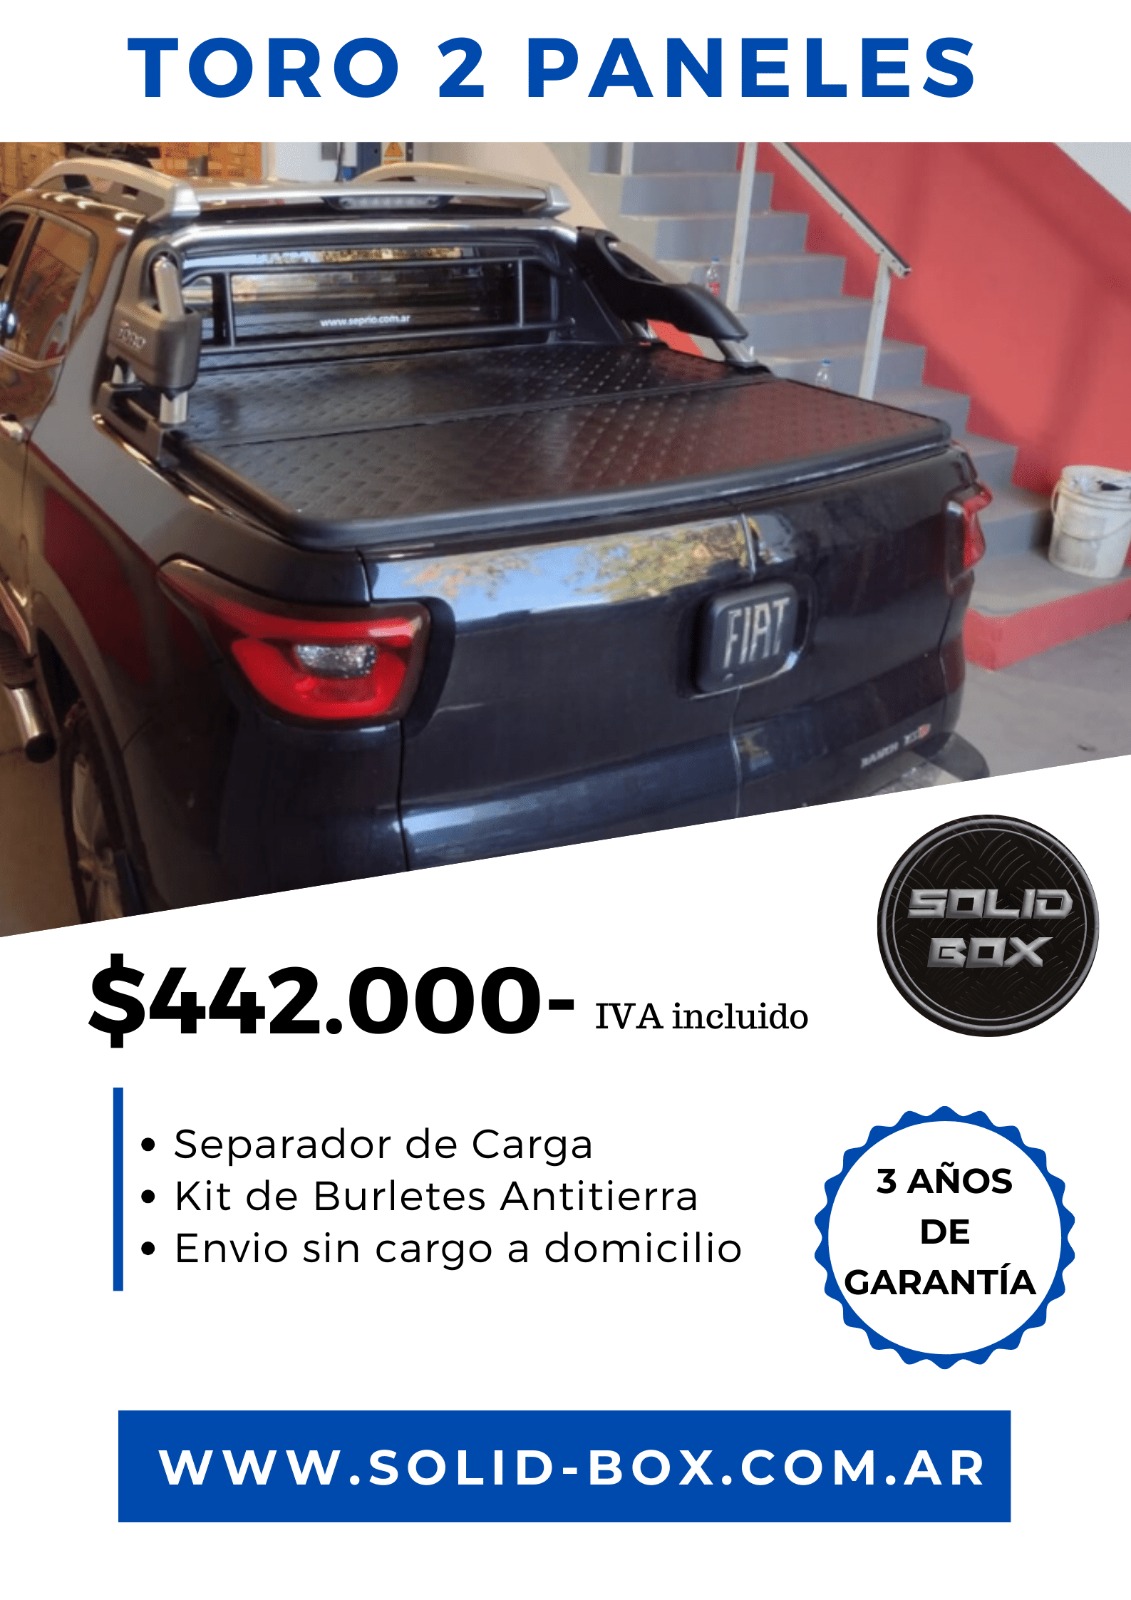 TORO 2 PANELES
www.seprio.com.ar
Toro
FIAT
SOLID
BOX
$442.000- IVA incluido
• Separador de Carga
• Kit de Burletes Antitierra
• Envio sin cargo a domicilio
3 AÑOS
DE
GARANTÍA
WWW.SOLID-BOX.COM.AR